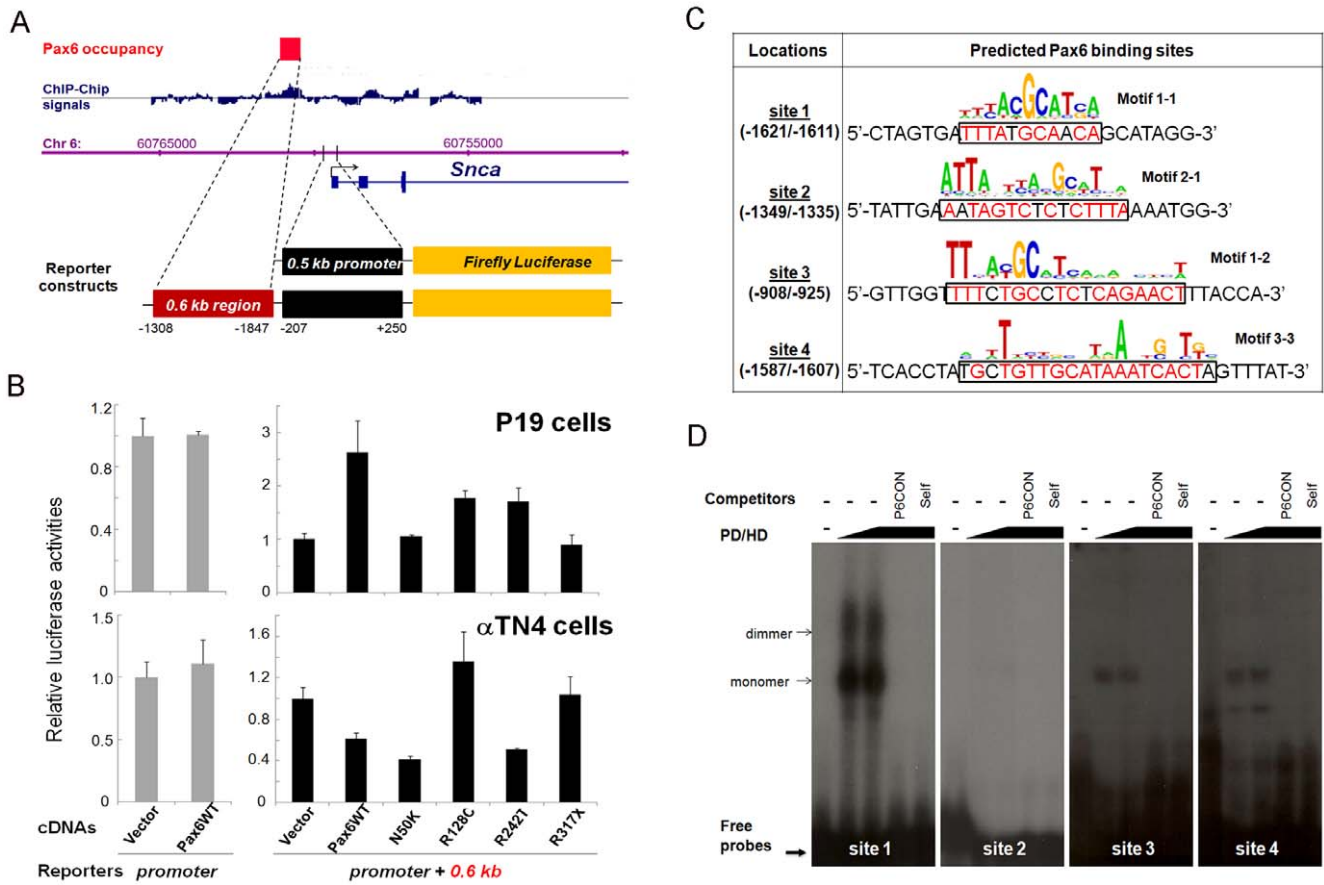 A
Pax6 occupancy
ChIP-Chip
signals
Chr 6:
60765000
60755000
Snca
Reporter
constructs
0.5 kb promoter
Firefly Luciferase
0.6 kb region
-1308
-1847
-207
+250
B
Relative luciferase activities
1.2
0.8
0.4
0
P19 cells
3
2
1
0
1.5
1.0
0.5
0
αTN4 cells
1.6
1.2
0.8
0.4
0
cDNAs
Vector
Pax6WT
Vector
Pax6WT
N50K
R128C
R242T
R317X
Reporters
promoter
promoter + 0.6 kb
C
Locations
Predicted Pax6 binding sites
site 1
(-1621/-1611)
Motif 1-1
5'-CTAGTGATTTATGCAACAGCATAGG-3'
site 2
(-1349/-1335)
Motif 2-1
5'-TATTGAAATAGTCTCTCTTTAAAATGG-3'
site 3
(-908/-925)
Motif 1-2
5'-GTTGGTTTTCTGCCTCTCAGAACTTTACCA-3'
site 4
(-1587/-1607)
Motif 3-3
5'-TCACCTATGCTGTTGCATAAATCACTAGTTTAT-3'
D
Competitors
- - - P6CON Self
- - - P6CON Self
- - - P6CON Self
- - - P6CON Self
PD/HD
-
-
-
-
dimmer
monomer
Free
probes
site 1
site 2
site 3
site 4